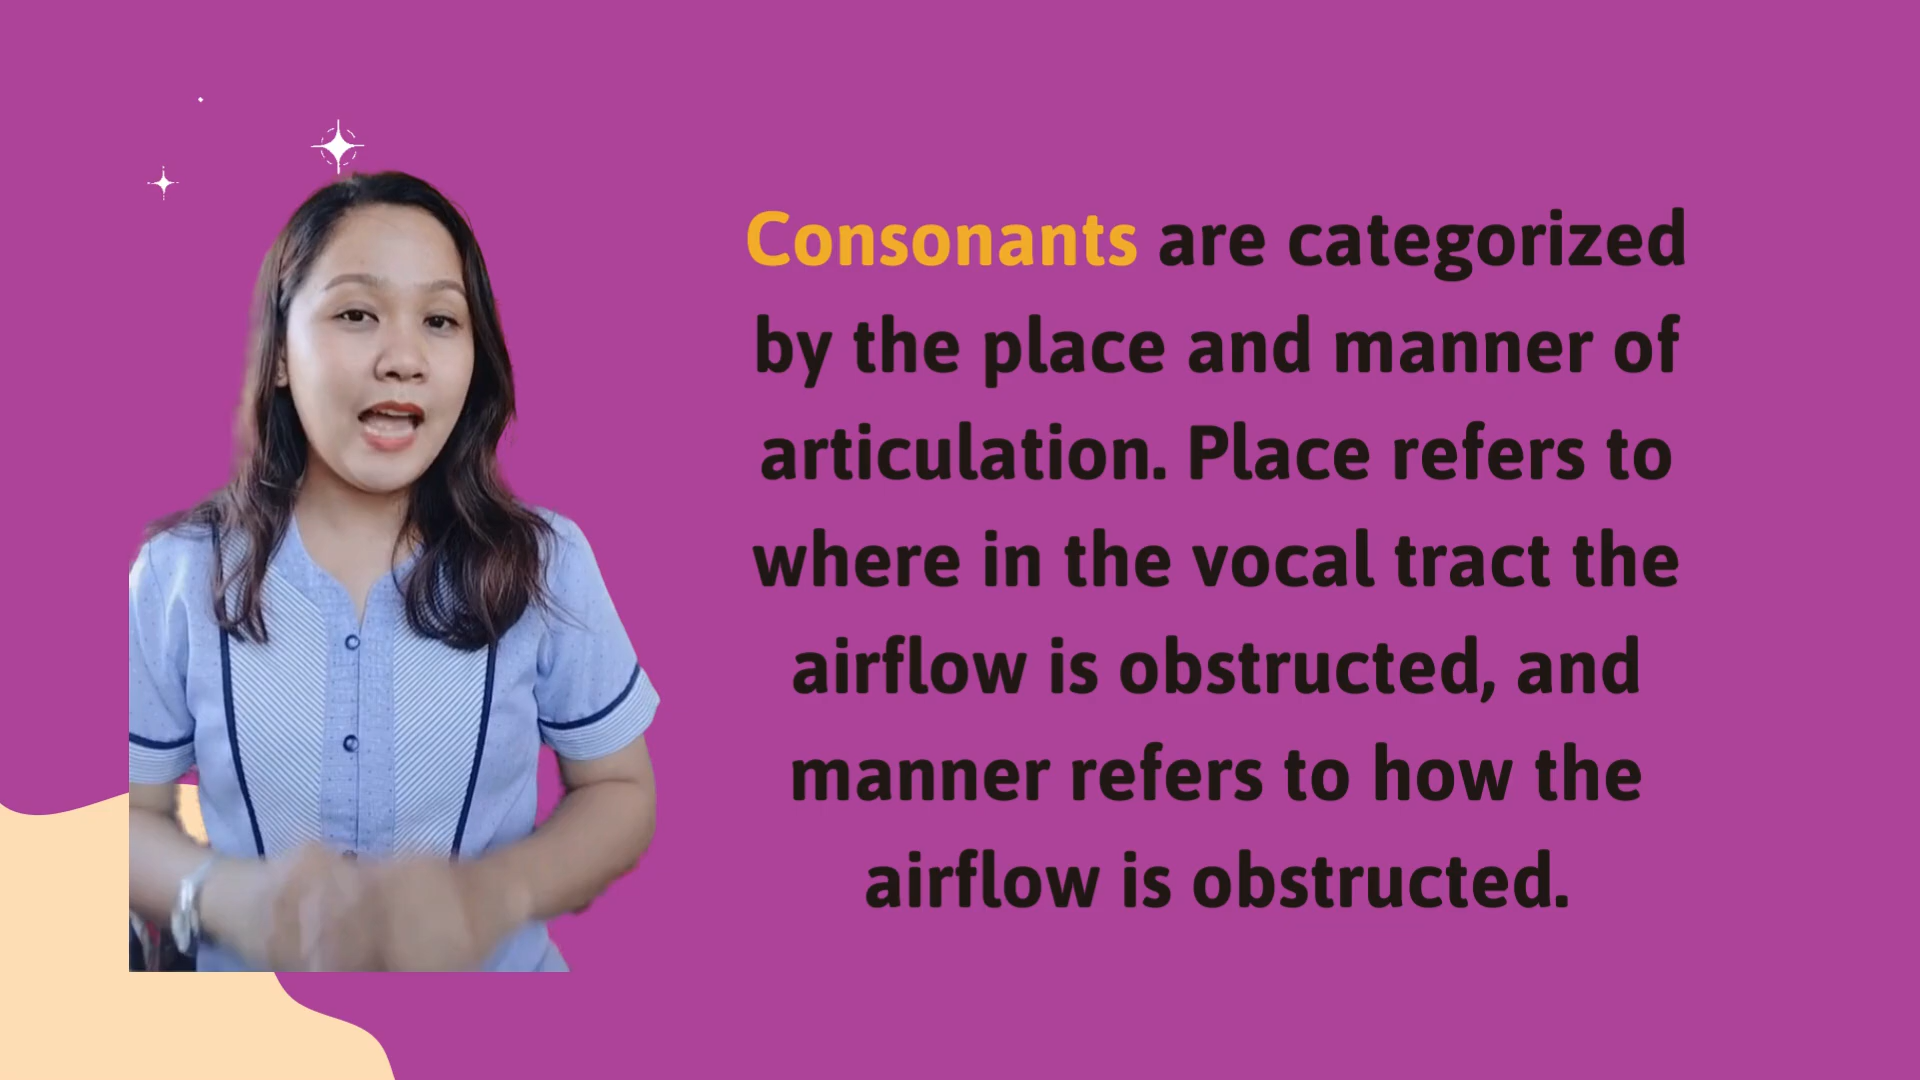 Consonants are categorized
by the place and manner of
articulation. Place refers to
where in the vocal tract the
airflow is obstructed, and
manner refers to how the
airflow is obstructed.